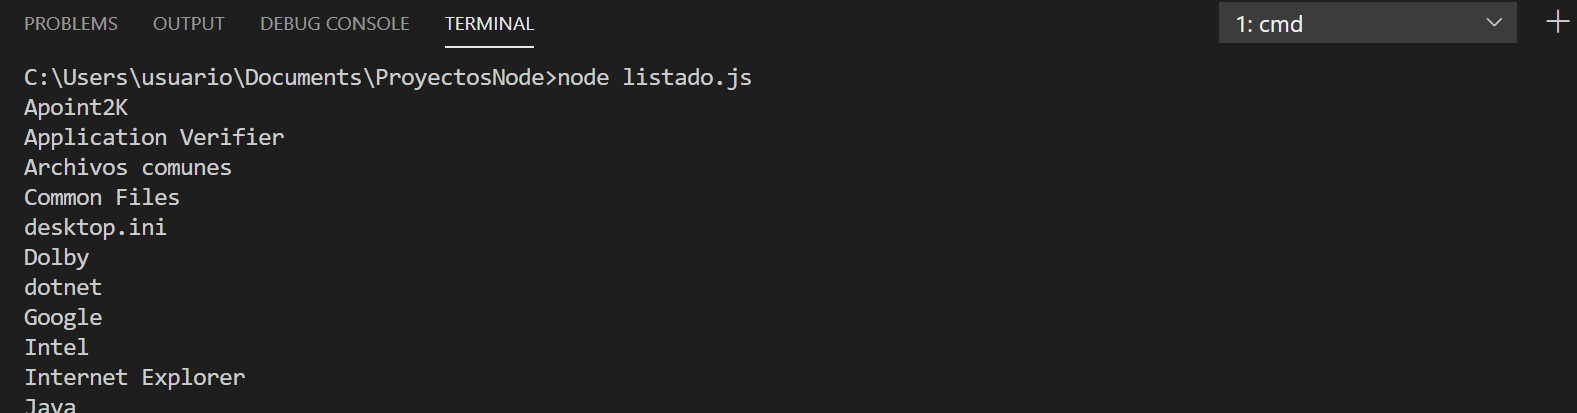 PROBLEMS OUTPUT DEBUG CONSOLE TERMINAL 1: cmd
C:\Users\usuario\Documents\ProyectosNode>node listado.js
Apoint2K
Application Verifier
Archivos comunes
Common Files
desktop.ini
Dolby
dotnet
Google
Intel
Internet Explorer
Java